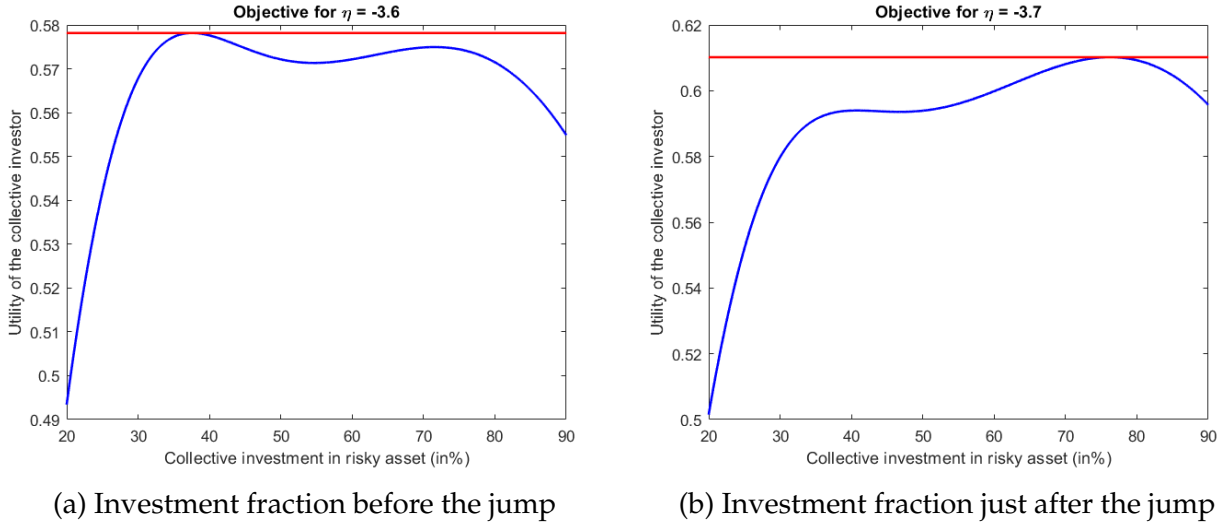 Objective for η = -3.6
0.58
0.57
0.56
0.55
0.54
0.53
0.52
0.51
0.5
0.49
Utility of the collective investor
20 30 40 50 60 70 80 90
Collective investment in risky asset (in%)
(a) Investment fraction before the jump
Objective for η = -3.7
0.62
0.6
0.58
0.56
0.54
0.52
0.5
Utility of the collective investor
20 30 40 50 60 70 80 90
Collective investment in risky asset (in%)
(b) Investment fraction just after the jump